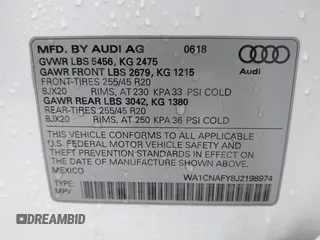 MFD. BY AUDI AG 0618
GVWR LBS 5456, KG 2475
GAWR FRONT LBS 2679, KG 1215
FRONT-TIRES 255/45 R20
8JX20 RIMS, AT 230 KPA 33 PSI COLD
GAWR REAR LBS 3042, KG 1380
REAR-TIRES 255/45 R20
8JX20 RIMS, AT 250 KPA 36 PSI COLD
Audi
THIS VEHICLE CONFORMS TO ALL APPLICABLE
U.S. FEDERAL MOTOR VEHICLE SAFETY AND
THEFT PREVENTION STANDARDS IN EFFECT ON THE
DATE OF MANUFACTURE SHOWN ABOVE.
MEXICO
TYPE:
MPV
WA1CNAFY8J2198974
CARDREAMBID